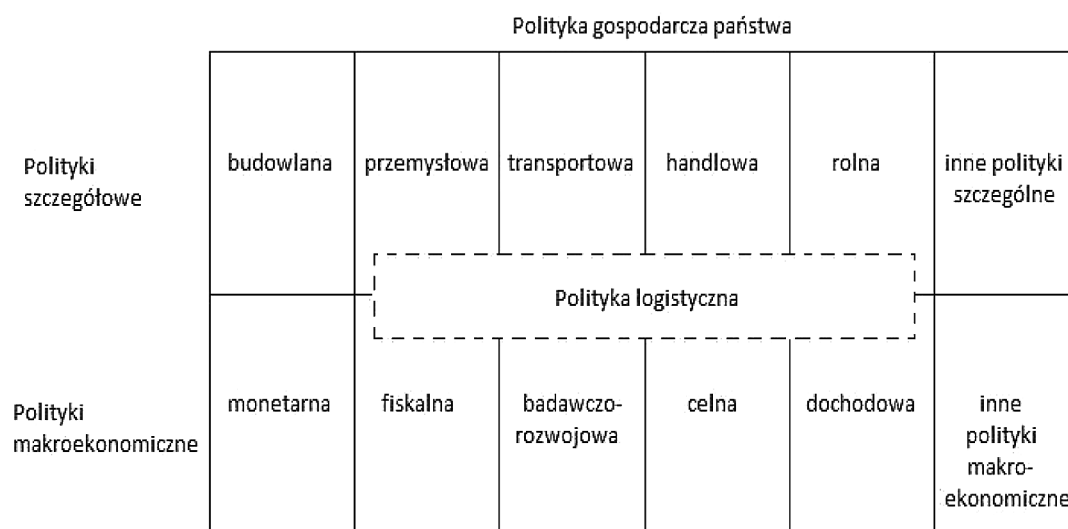 Polityka gospodarcza państwa
Polityki
szczegółowe
budowlana
przemysłowa
transportowa
handlowa
rolna
inne polityki
szczególne
Polityka logistyczna
Polityki
makroekonomiczne
monetarna
fiskalna
badawczo-
rozwojowa
celna
dochodowa
inne
polityki
makro-
ekonomiczne